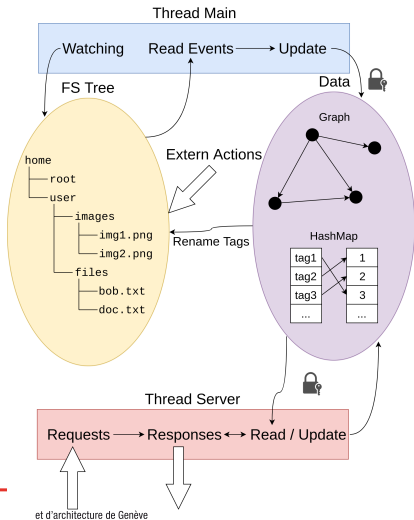 Thread Main
Watching Read Events Update
FS Tree
Data
home
root
user
images
img1.png
img2.png
files
bob.txt
doc.txt
Extern Actions
Rename Tags
Graph
HashMap
tag1 1
tag2 2
tag3 3
... ...
Thread Server
Requests Responses Read / Update
et d'architecture de Genève